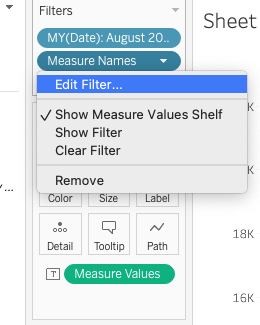 Filters
Sheet
MY(Date): August 20..
Measure Names
Edit Filter...
Show Measure Values Shelf
Show Filter
Clear Filter
Remove
K
K
Color
Size
Label
Detail
Tooltip
Path
18K
T
Measure Values
16K